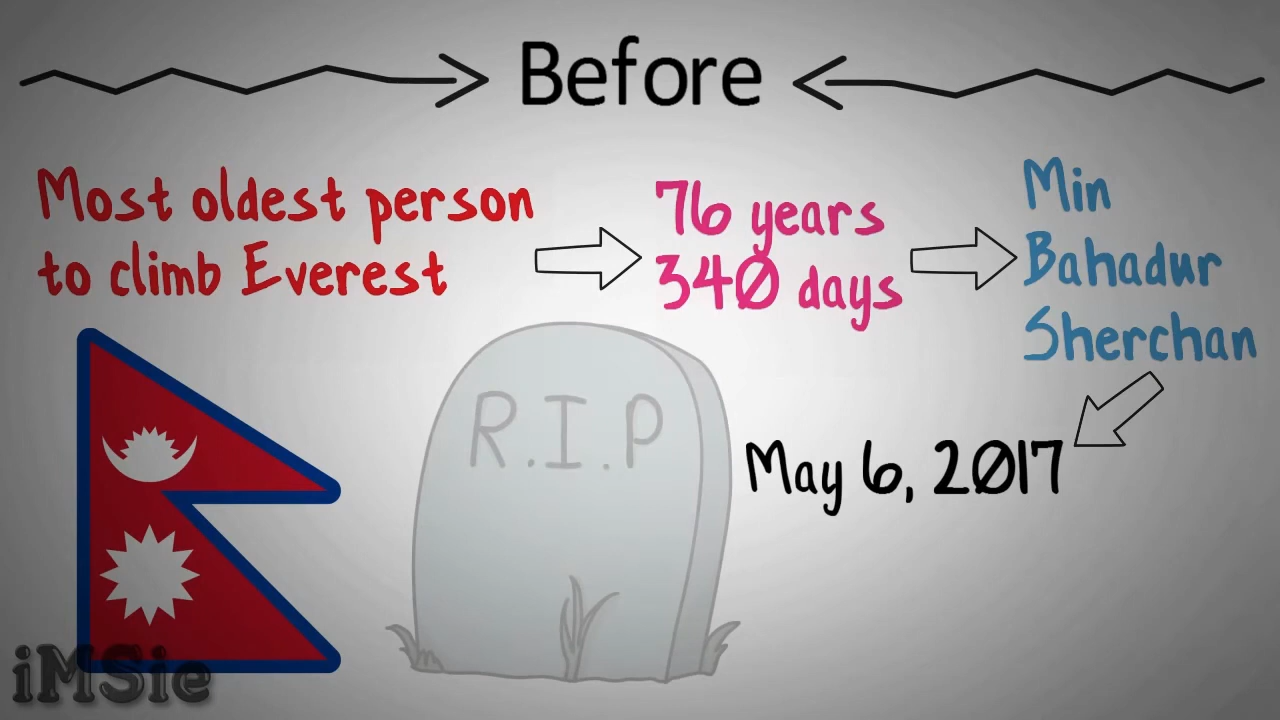 Before
Most oldest person
to climb Everest
76 years
340 days
Min
Bahadur
Sherchan
R.I.P
May 6, 2017
iMSie